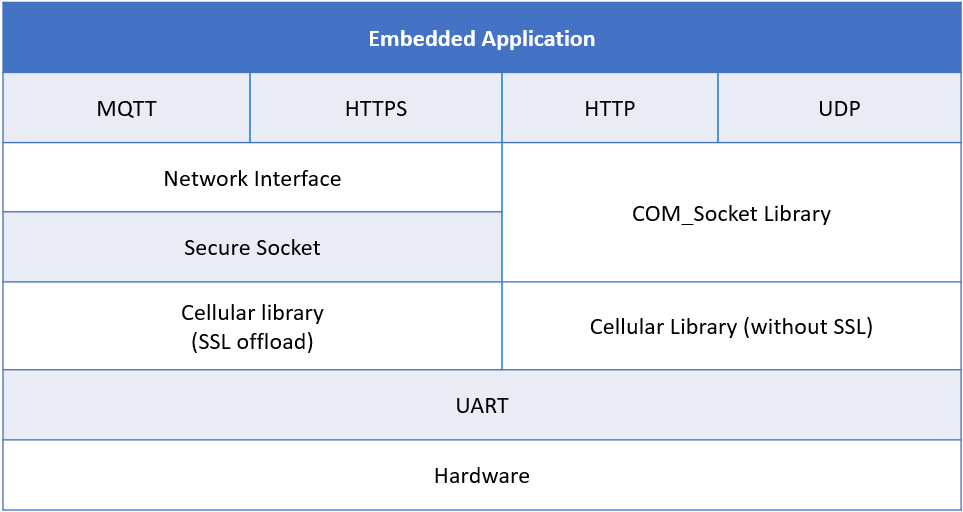 Embedded Application
MQTT
HTTPS
HTTP
UDP
Network Interface
COM_Socket Library
Secure Socket
Cellular library
(SSL offload)
Cellular Library (without SSL)
UART
Hardware